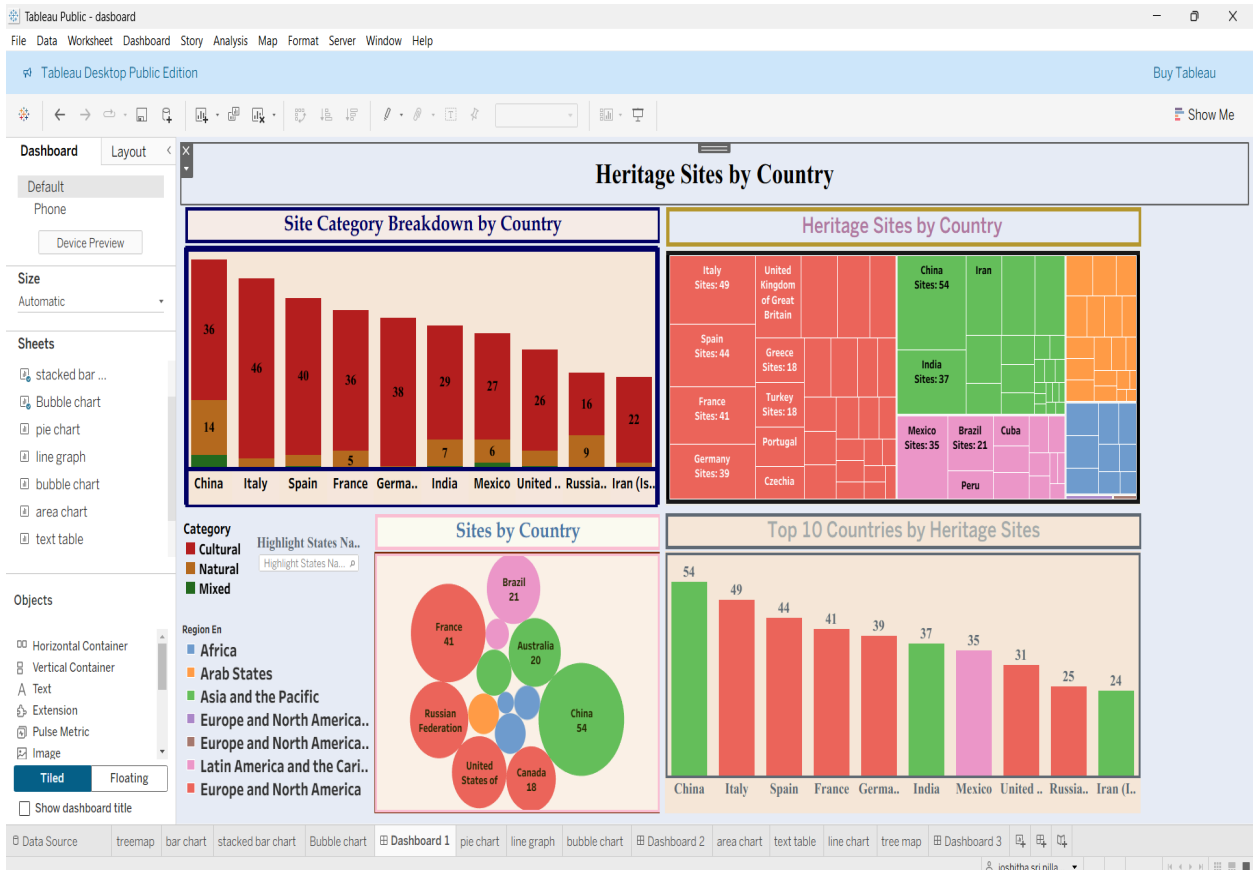 Tableau Public - dasboard
File Data Worksheet Dashboard Story Analysis Map Format Server Window Help
Tableau Desktop Public Edition
Buy Tableau
Show Me
Dashboard
Layout
Default
Phone
Device Preview
Size
Automatic
Sheets
stacked bar ...
Bubble chart
pie chart
line graph
bubble chart
area chart
text table
Objects
Horizontal Container
Vertical Container
Text
Extension
Pulse Metric
Image
Tiled
Floating
Show dashboard title
Heritage Sites by Country
Site Category Breakdown by Country
36 46 40 36 38 29 27 26 16 22
14 5 7 6 9
China Italy Spain France Germa.. India Mexico United .. Russia.. Iran (Is..
Heritage Sites by Country
Italy
Sites: 49
Spain
Sites: 44
France
Sites: 41
Germany
Sites: 39
United
Kingdom
of Great
Britain
Greece
Sites: 18
Turkey
Sites: 18
Portugal
Czechia
China
Sites: 54
Iran
India
Sites: 37
Mexico
Sites: 35
Brazil
Sites: 21
Cuba
Peru
Category
Cultural
Natural
Mixed
Highlight States Na..
Highlight States Na...
Region En
Africa
Arab States
Asia and the Pacific
Europe and North America..
Europe and North America..
Latin America and the Cari..
Europe and North America
Sites by Country
Brazil
21
France
41
Australia
20
Russian
Federation
China
54
United
States of
Canada
18
Top 10 Countries by Heritage Sites
54 49 44 41 39 37 35 31 25 24
China Italy Spain France Germa.. India Mexico United .. Russia.. Iran (I..
Data Source treemap bar chart stacked bar chart Bubble chart Dashboard 1 pie chart line graph bubble chart Dashboard 2 area chart text table line chart tree map Dashboard 3
joshitha sri pilla